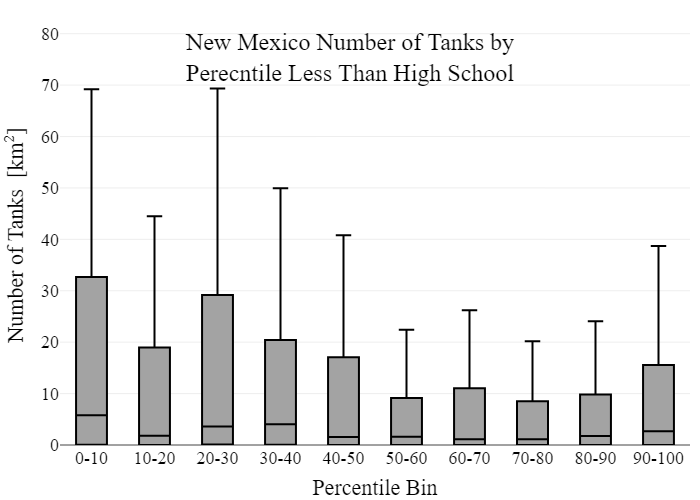 New Mexico Number of Tanks by
Perecntile Less Than High School
Number of Tanks [km²]
80
70
60
50
40
30
20
10
0
0-10 10-20 20-30 30-40 40-50 50-60 60-70 70-80 80-90 90-100
Percentile Bin